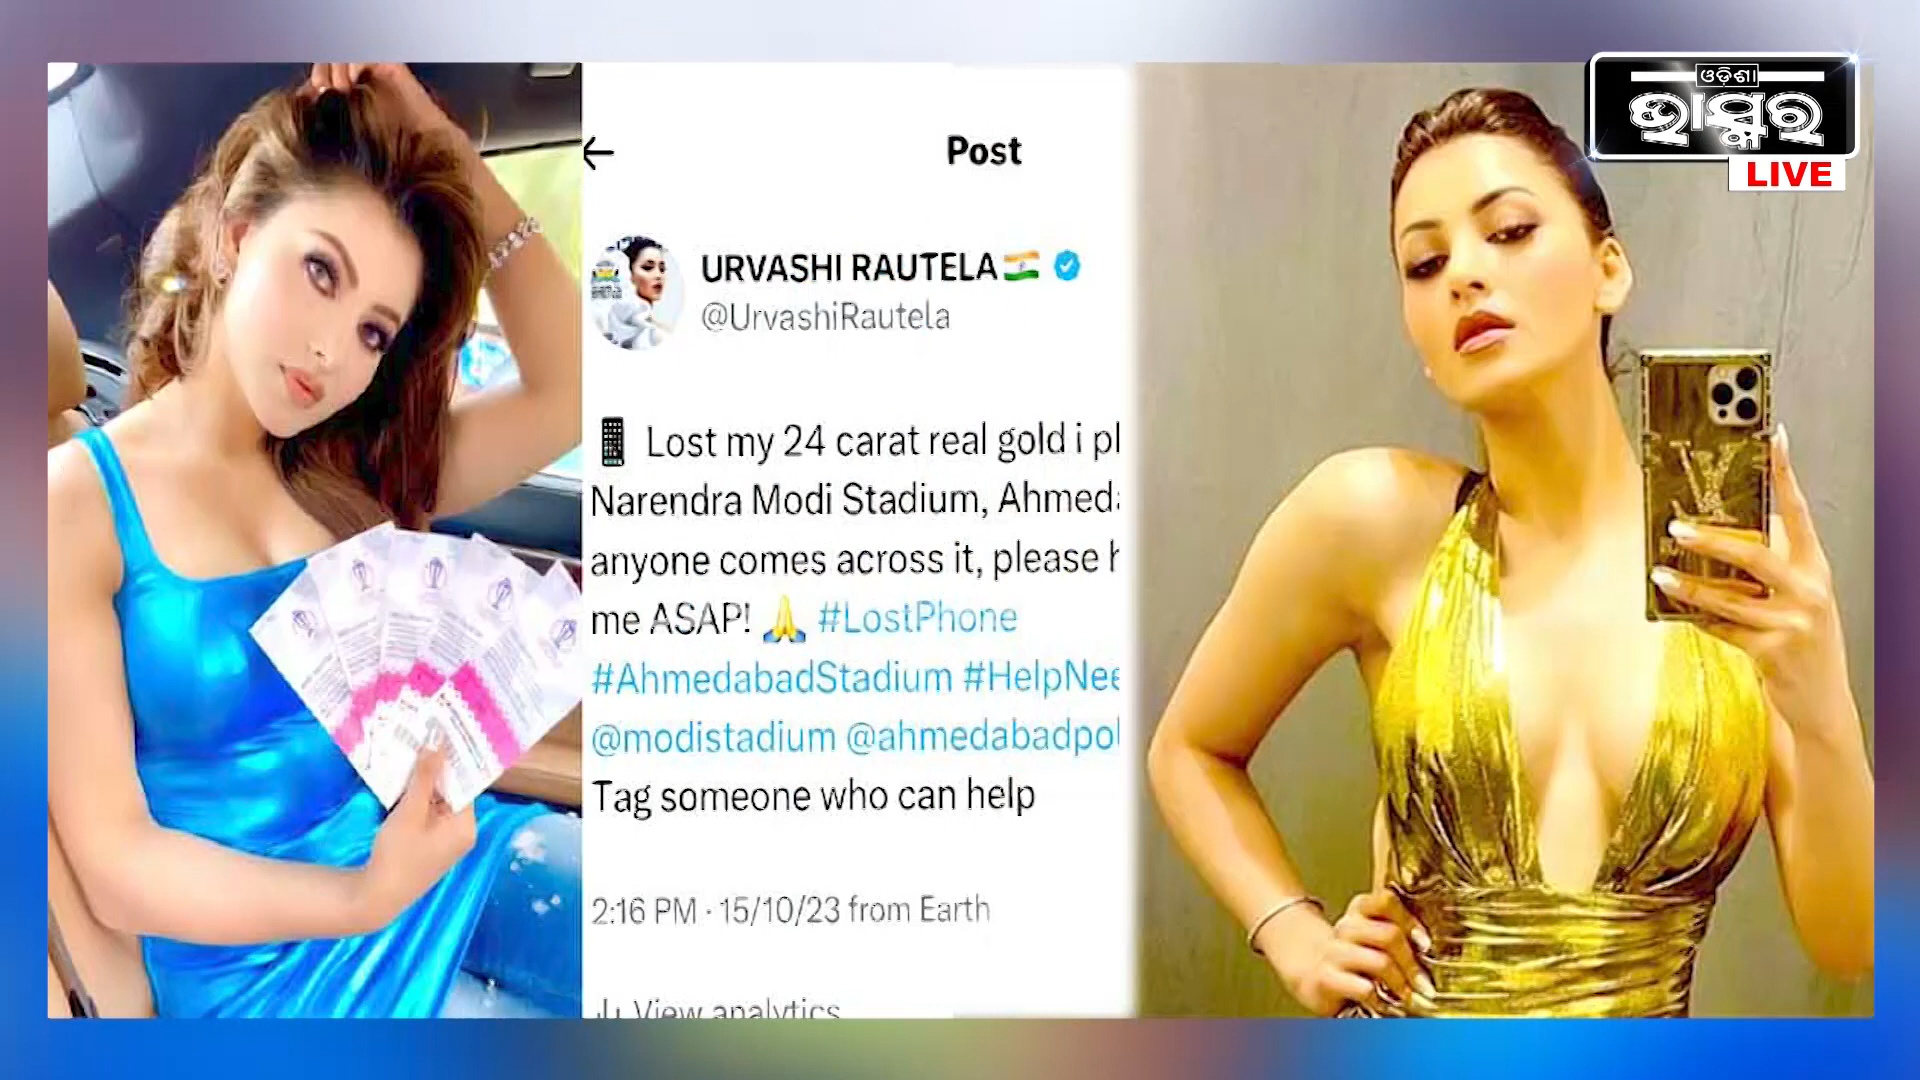 ଓଡ଼ିଶା
ଭାସ୍କର
LIVE
Post
URVASHI RAUTELA
@UrvashiRautela
Lost my 24 carat real gold i
Narendra Modi Stadium,
anyone comes across it, please
me ASAP! #LostPhone
#AhmedabadStadium
@modistadium
Tag someone who can help
2:16 PM · 15/10/23 from Earth
View analytics